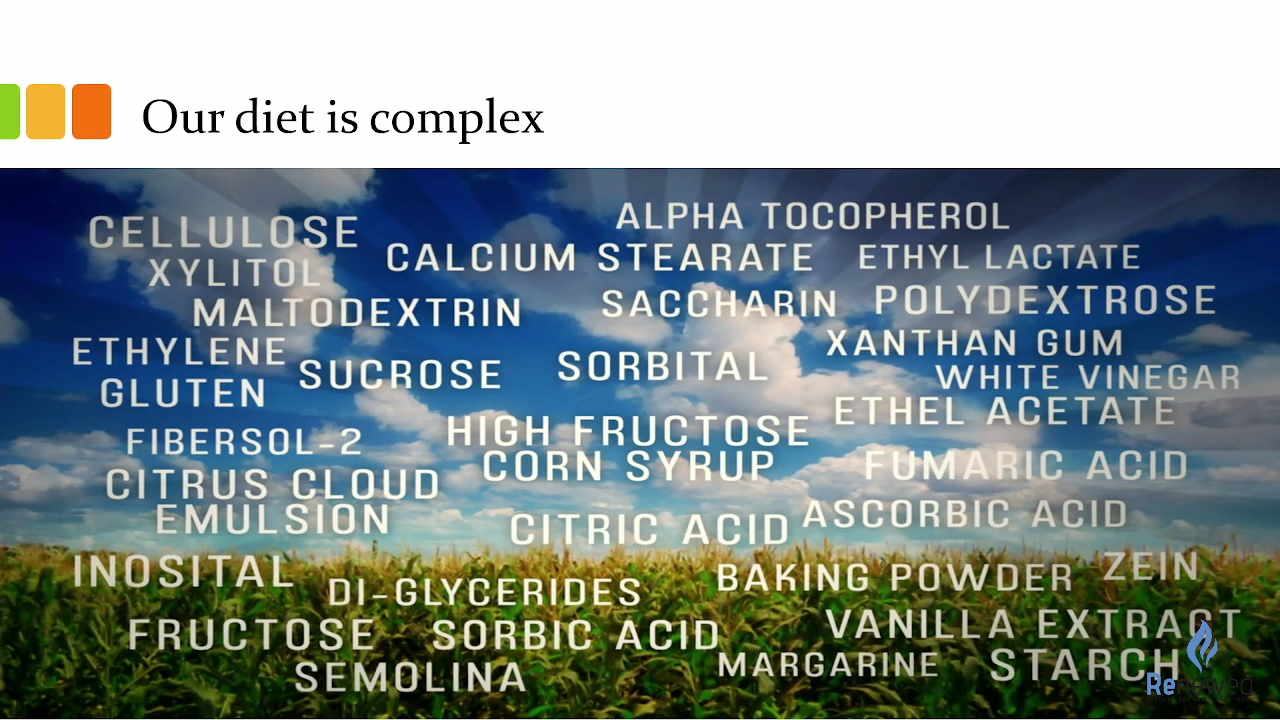 Our diet is complex
CELLULOSE
ALPHA TOCOPHEROL
XYLITOL
CALCIUM STEARATE
ETHYL LACTATE
MALTODEXTRIN
SACCHARIN
POLYDEXTROSE
ETHYLENE
SUCROSE
SORBITAL
XANTHAN GUM
GLUTEN
WHITE VINEGAR
ETHEL ACETATE
FIBERSOL-2
HIGH FRUCTOSE
CORN SYRUP
FUMARIC ACID
CITRUS CLOUD
EMULSION
CITRIC ACID
ASCORBIC ACID
INOSITAL
DI-GLYCERIDES
BAKING POWDER
ZEIN
FRUCTOSE
SORBIC ACID
VANILLA EXTRACT
SEMOLINA
MARGARINE
STARCH
Renewed